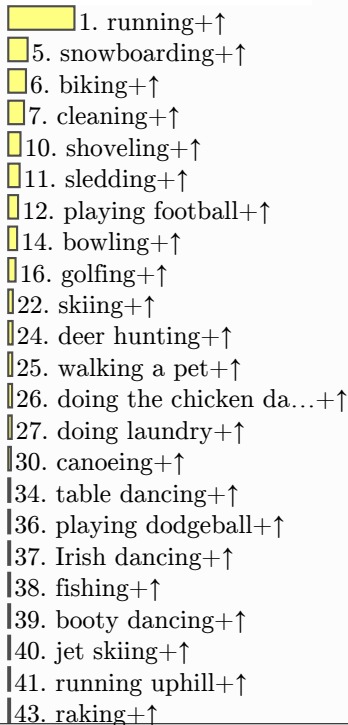 1. running+↑
5. snowboarding+↑
6. biking+↑
7. cleaning+↑
10. shoveling+↑
11. sledding+↑
12. playing football+↑
14. bowling+↑
16. golfing+↑
22. skiing+↑
24. deer hunting+↑
25. walking a pet+↑
26. doing the chicken da...+↑
27. doing laundry+↑
30. canoeing+↑
34. table dancing+↑
36. playing dodgeball+↑
37. Irish dancing+↑
38. fishing+↑
39. booty dancing+↑
40. jet skiing+↑
41. running uphill+↑
43. raking+↑